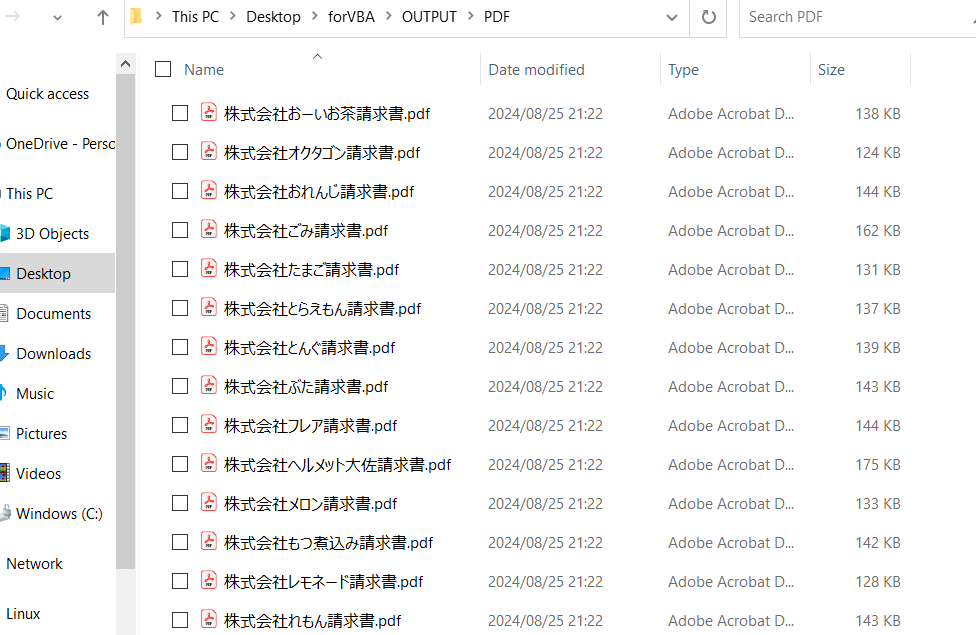 This PC > Desktop > forVBA > OUTPUT > PDF
Search PDF
Name Date modified Type Size
Quick access
OneDrive - Perso
This PC
3D Objects
Desktop
Documents
Downloads
Music
Pictures
Videos
Windows (C:)
Network
Linux
株式会社おーいお茶請求書.pdf 2024/08/25 21:22 Adobe Acrobat D... 138 KB
株式会社オクタゴン請求書.pdf 2024/08/25 21:22 Adobe Acrobat D... 124 KB
株式会社おれんじ請求書.pdf 2024/08/25 21:22 Adobe Acrobat D... 144 KB
株式会社ごみ請求書.pdf 2024/08/25 21:22 Adobe Acrobat D... 162 KB
株式会社たまご請求書.pdf 2024/08/25 21:22 Adobe Acrobat D... 131 KB
株式会社とらえもん請求書.pdf 2024/08/25 21:22 Adobe Acrobat D... 137 KB
株式会社とんぐ請求書.pdf 2024/08/25 21:22 Adobe Acrobat D... 139 KB
株式会社ぶた請求書.pdf 2024/08/25 21:22 Adobe Acrobat D... 143 KB
株式会社フレア請求書.pdf 2024/08/25 21:22 Adobe Acrobat D... 144 KB
株式会社ヘルメット大佐請求書.pdf 2024/08/25 21:22 Adobe Acrobat D... 175 KB
株式会社メロン請求書.pdf 2024/08/25 21:22 Adobe Acrobat D... 133 KB
株式会社もつ煮込み請求書.pdf 2024/08/25 21:22 Adobe Acrobat D... 142 KB
株式会社レモネード請求書.pdf 2024/08/25 21:22 Adobe Acrobat D... 128 KB
株式会社れもん請求書.pdf 2024/08/25 21:22 Adobe Acrobat D... 143 KB